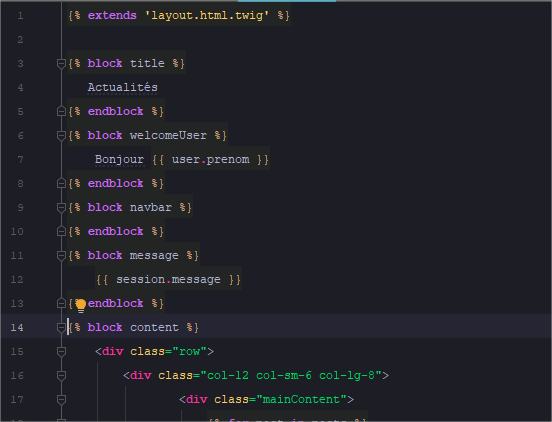 1 {% extends 'layout.html.twig' %}
2
3 {% block title %}
4 Actualités
5 {% endblock %}
6 {% block welcomeUser %}
7 Bonjour {{ user.prenom }}
8 {% endblock %}
9 {% block navbar %}
10 {% endblock %}
11 {% block message %}
12 {{ session.message }}
13 {% endblock %}
14 {% block content %}
15 <div class="row">
16 <div class="col-12 col-sm-6 col-lg-8">
17 <div class="mainContent">
{% for post in posts %}